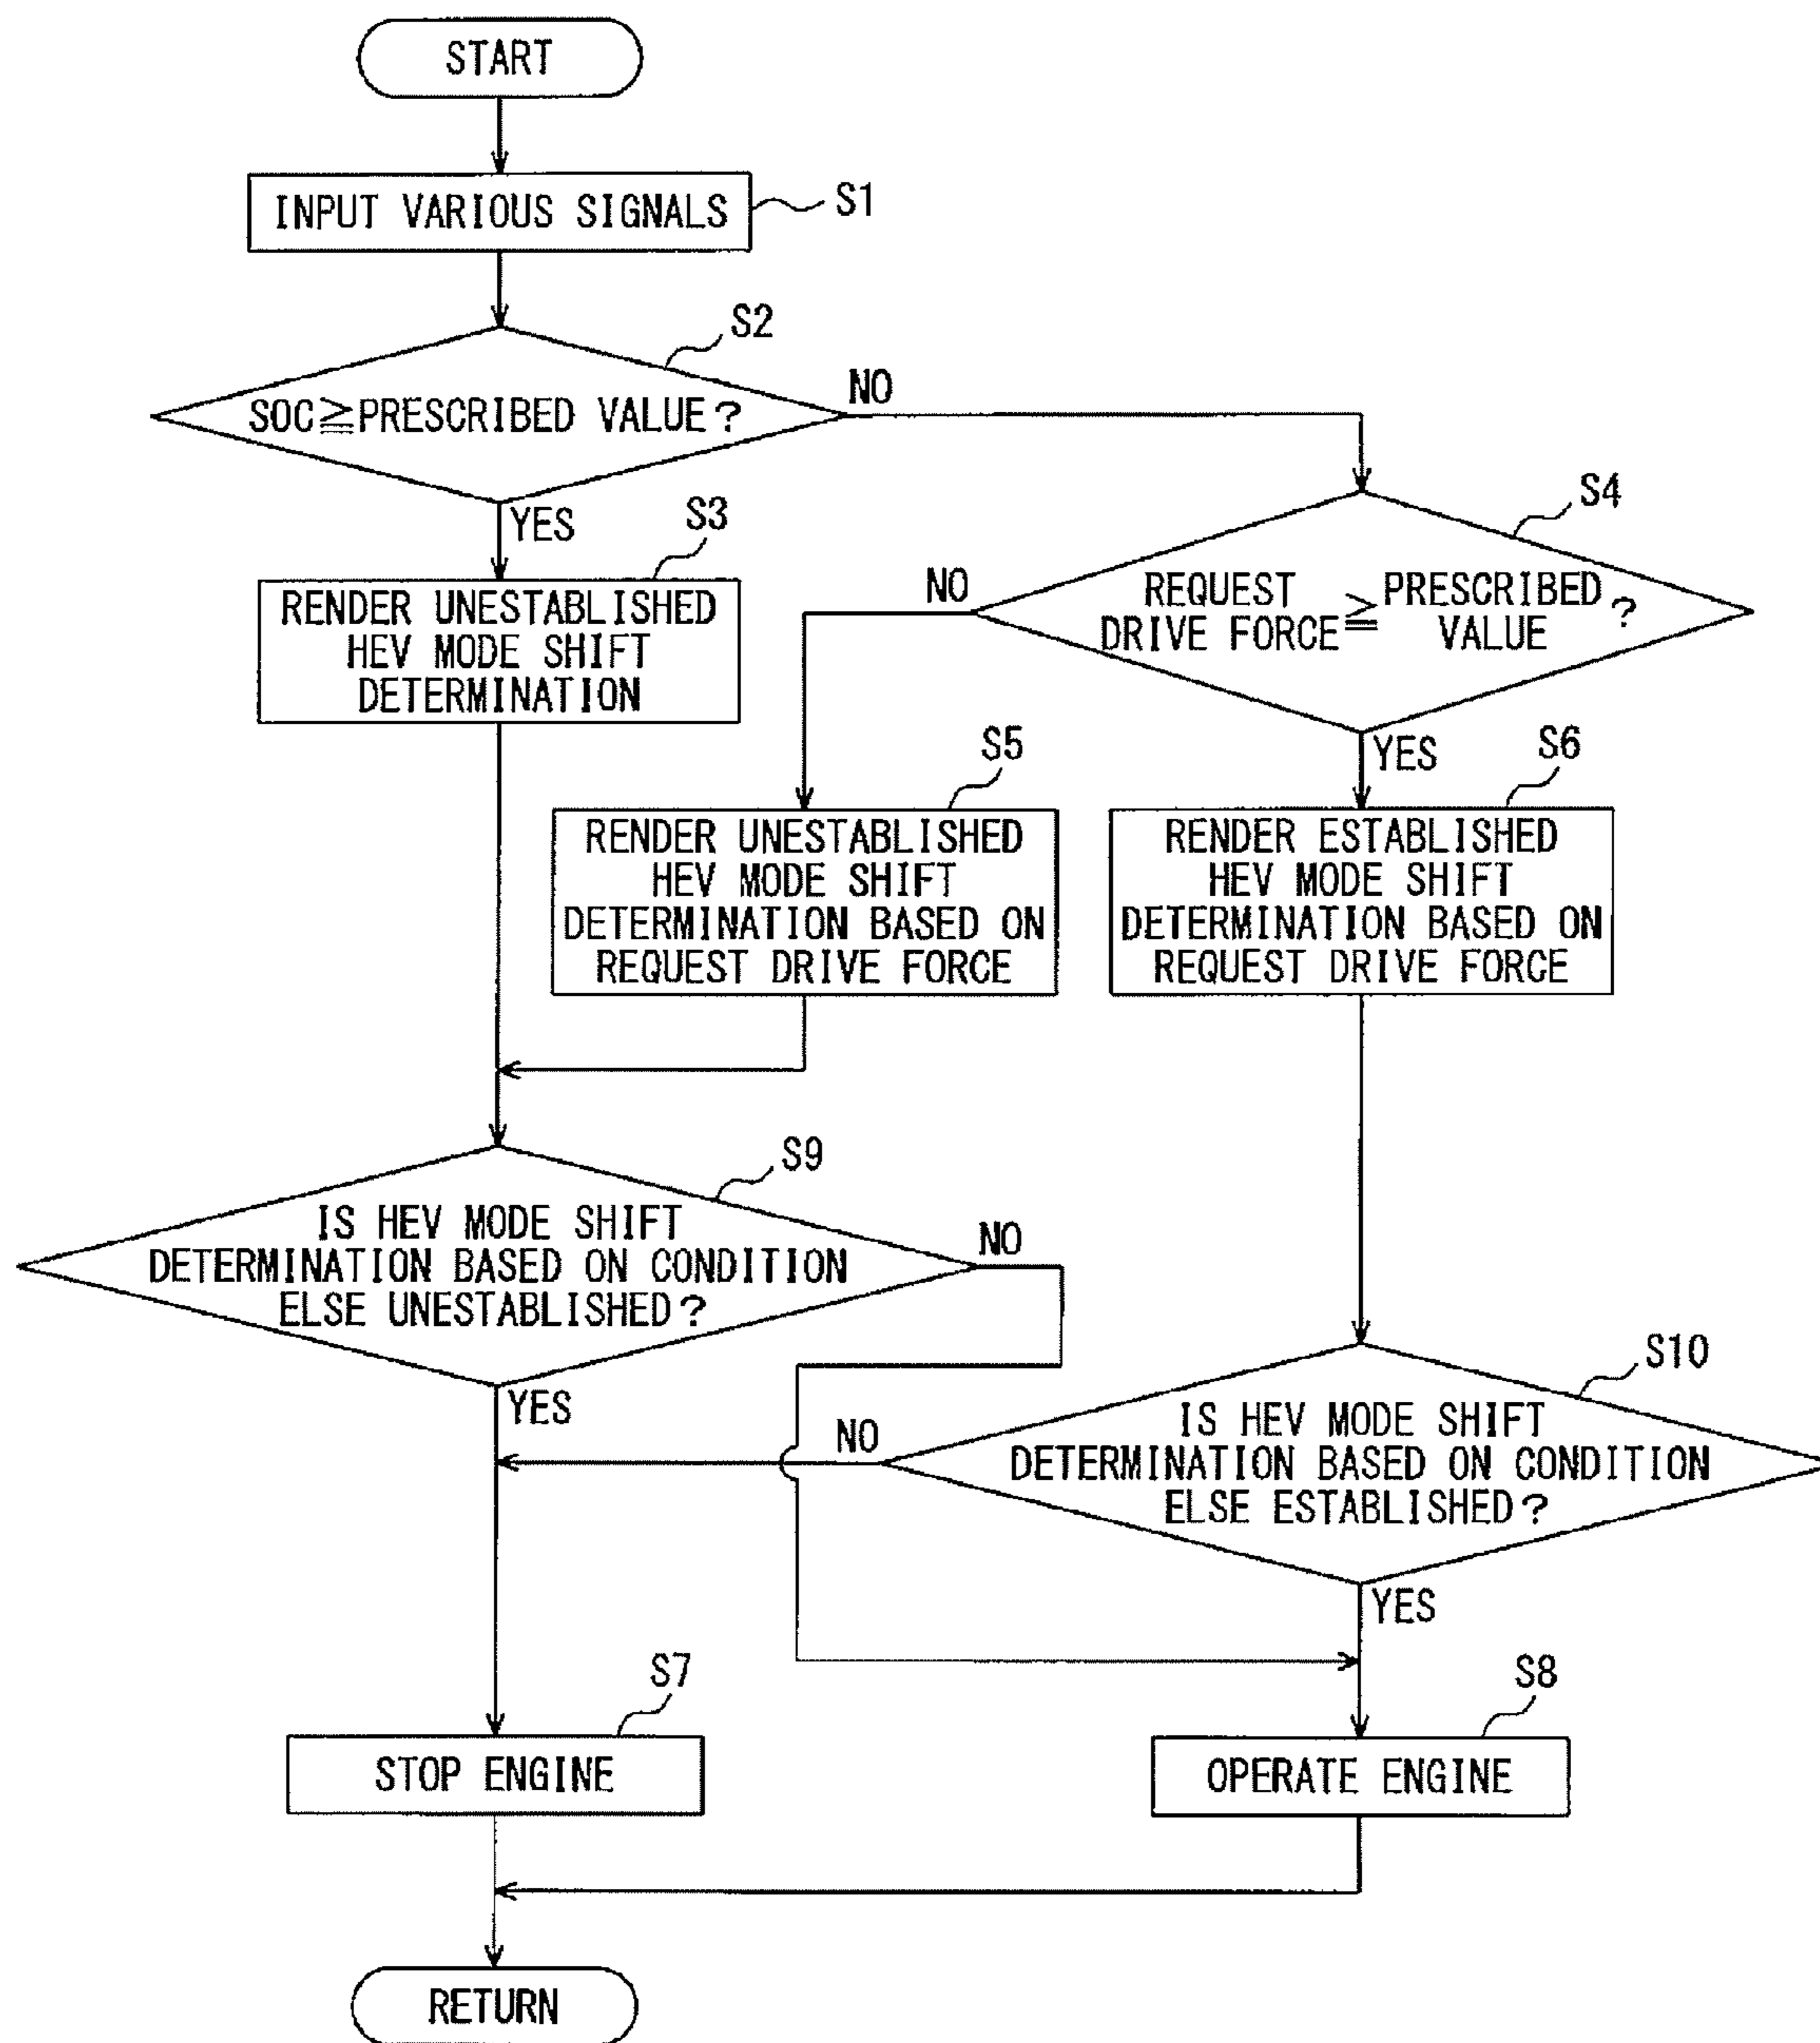 START
INPUT VARIOUS SIGNALS
S1
S2
SOC≧PRESCRIBED VALUE?
NO
YES
S3
RENDER UNESTABLISHED
HEV MODE SHIFT
DETERMINATION
S4
REQUEST
DRIVE FORCE
≧
PRESCRIBED
VALUE
?
NO
YES
S5
RENDER UNESTABLISHED
HEV MODE SHIFT
DETERMINATION BASED ON
REQUEST DRIVE FORCE
S6
RENDER ESTABLISHED
HEV MODE SHIFT
DETERMINATION BASED ON
REQUEST DRIVE FORCE
S9
IS HEV MODE SHIFT
DETERMINATION BASED ON CONDITION
ELSE UNESTABLISHED?
NO
YES
S10
IS HEV MODE SHIFT
DETERMINATION BASED ON CONDITION
ELSE ESTABLISHED?
NO
YES
S7
STOP ENGINE
S8
OPERATE ENGINE
RETURN